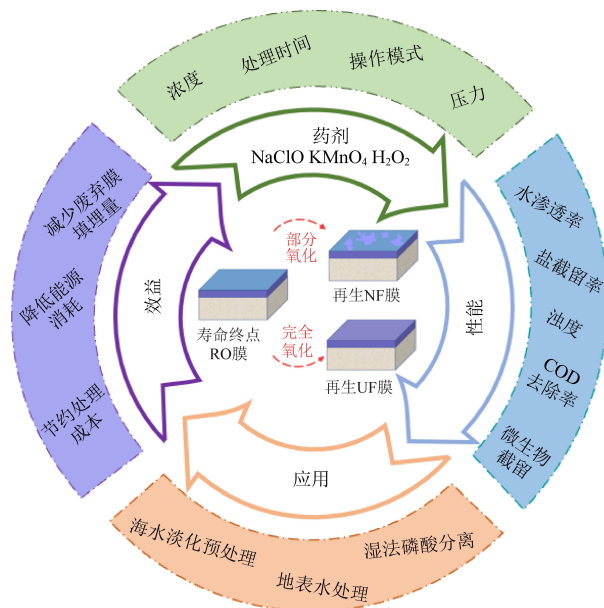 浓度
处理时间
操作模式
压力
药剂
NaClO KMnO₄ H₂O₂
水渗透率
盐截留率
浊度
COD
去除率
微生物
截留
性能
减少废弃膜
填埋量
降低能源
消耗
节约处理
成本
效益
部分
氧化
再生NF膜
寿命终点
RO膜
完全
氧化
再生UF膜
应用
海水淡化预处理
地表水处理
湿法磷酸分离